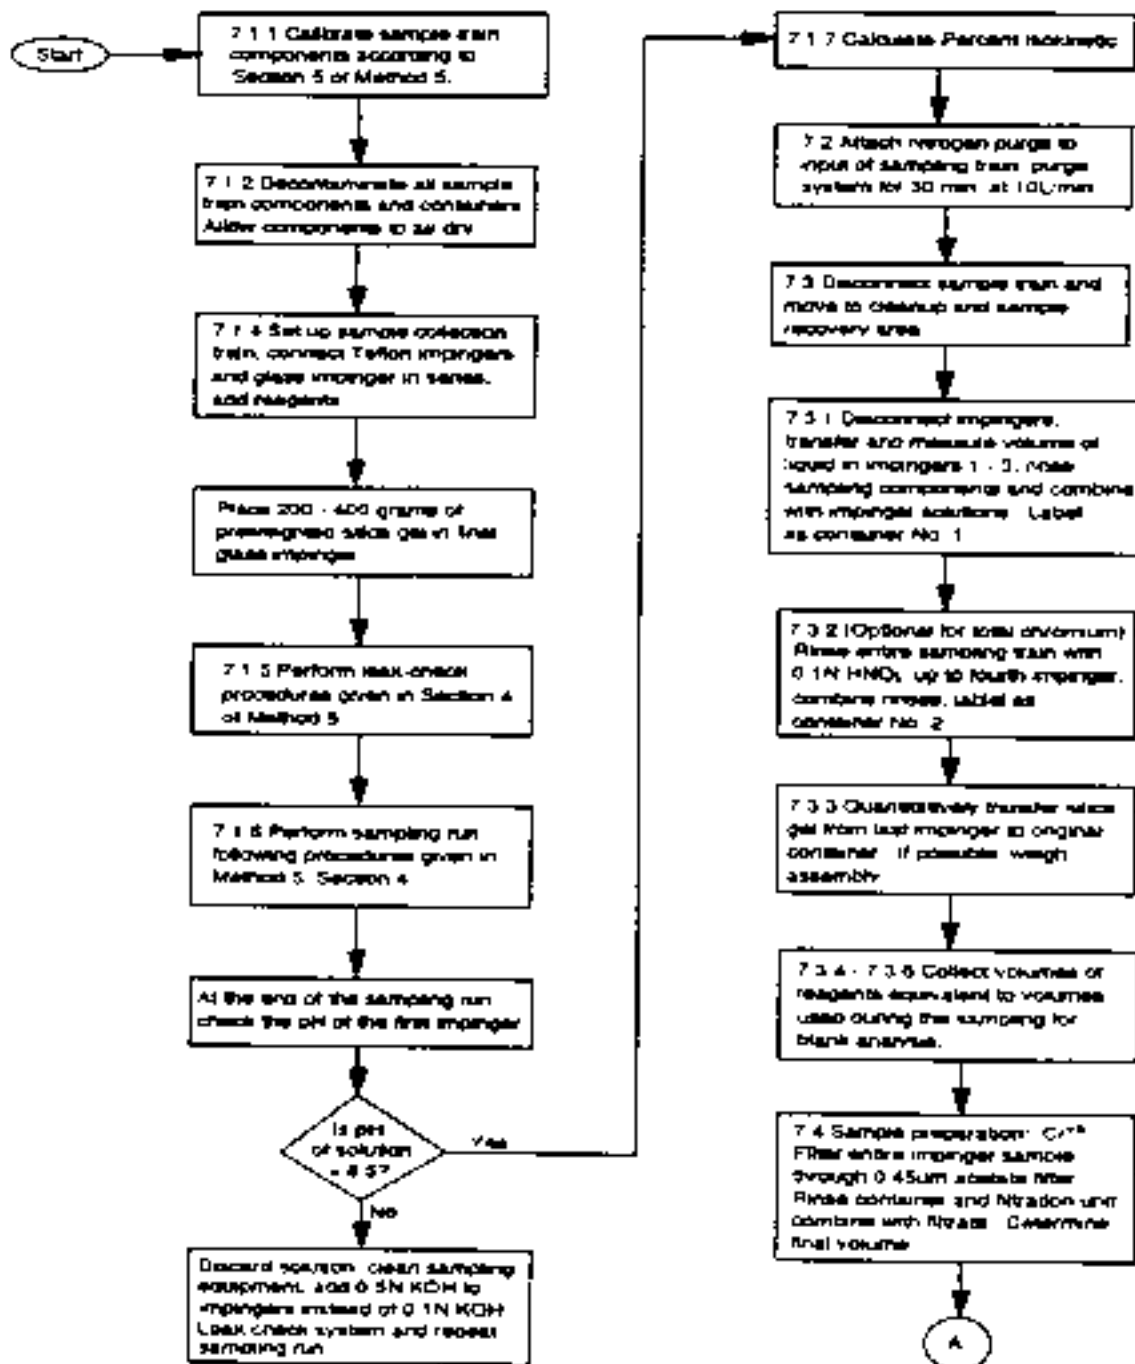 Start
7.1.1 Calibrate sample train
components according to
Section 5 of Method 5.
7.1.2 Decontaminate all sample
train components and containers
Allow components to air dry
7.1.4 Set up sample collection
train, connect Teflon impingers
and glass impinger in series,
add reagents
Place 200 - 400 grams of
preweighed silica gel in final
glass impinger
7.1.5 Perform leak-check
procedures given in Section 4
of Method 5
7.1.6 Perform sampling run
following procedures given in
Method 5, Section 4
At the end of the sampling run
check the pH of the first impinger
Is pH
of solution
8.5?
Yes
No
Discard solution, clean sampling
equipment, add 0.5N KOH to
impingers instead of 0.1N KOH
Leak check system and repeat
sampling run
7.1.7 Calculate Percent Isokinetic
7.2 Attach nitrogen purge to
input of sampling train, purge
system for 30 min at 10L/min
7.3 Disconnect sample train and
move to cleanup and sample
recovery area
7.3.1 Disconnect impingers,
transfer and measure volume of
liquid in impingers 1 - 3, rinse
sampling components and combine
with impinger solutions. Label
as container No. 1
7.3.2 (Optional for total chromium)
Rinse entire sampling train with
0.1N HNO3 up to fourth impinger,
combine rinses, label as
container No. 2
7.3.3 Quantitatively transfer silica
gel from last impinger to original
container. If possible, weigh
assembly
7.3.4 - 7.3.6 Collect volumes of
reagents equivalent to volumes
used during the sampling for
blank analysis.
7.4 Sample preparation: Cr+6
Filter entire impinger sample
through 0.45um acetate filter
Rinse container and filtration unit
combine with filtrate. Determine
final volume
A